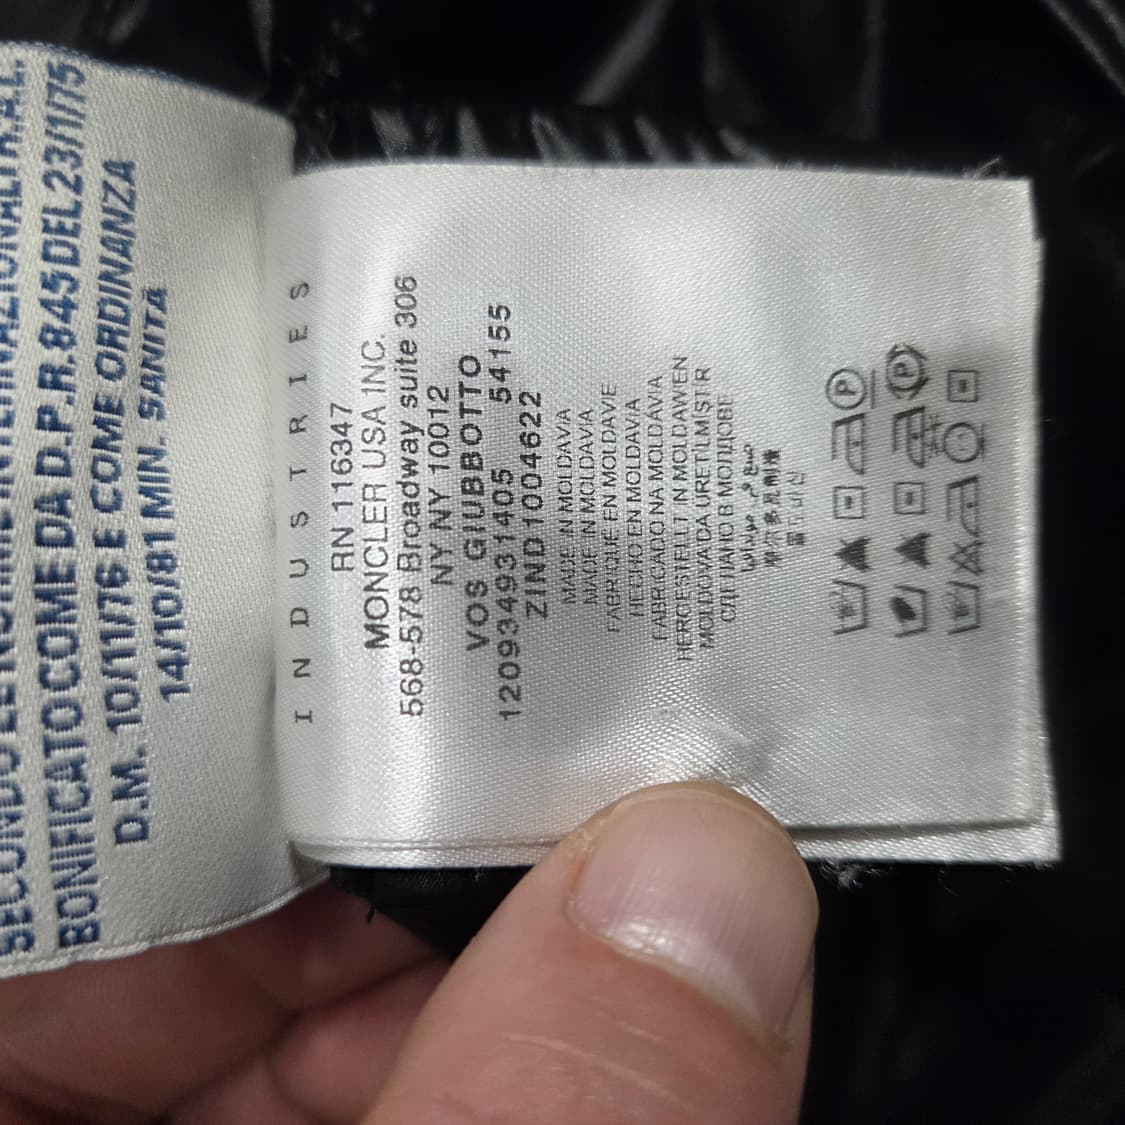 BONIFICATO COME DA D.P.R. 845 DEL 23/1/75
D.M. 10/11/76 E COME ORDINANZA
14/10/81 MIN. SANITÀ
INDUSTRIES
RN 116347
MONCLER USA INC.
568-578 Broadway suite 306
NY NY 10012
VOS GIUBBOTTO
120934931405 54155
ZIND1004622
MADE IN MOLDAVIA
MADE IN MOLDAVIA
FABRIQUE EN MOLDAVIE
HECHO EN MOLDAVIA
FABRICADO NA MOLDAVIA
HERGESTELLT IN MOLDAWIEN
MOLDOVA'DA URETILMISTIR
СДЕЛАНО В МОЛДОВЕ
P
P